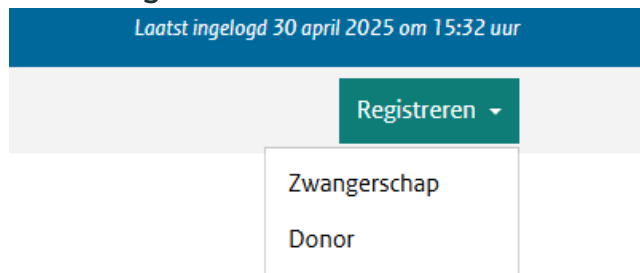 Laatst ingelogd 30 april 2025 om 15:32 uur
Registreren
Zwangerschap
Donor